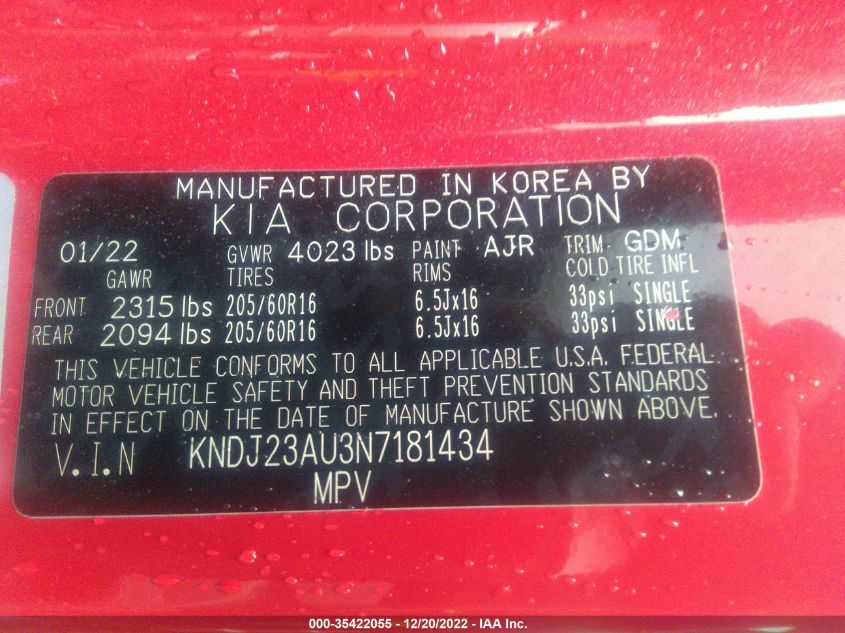 MANUFACTURED IN KOREA BY
KIA CORPORATION
01/22 GVWR 4023 lbs PAINT AJR TRIM GDM
GAWR TIRES RIMS COLD TIRE INFL
FRONT 2315 lbs 205/60R16 6.5Jx16 33psi SINGLE
REAR 2094 lbs 205/60R16 6.5Jx16 33psi SINGLE
THIS VEHICLE CONFORMS TO ALL APPLICABLE U.S.A. FEDERAL
MOTOR VEHICLE SAFETY AND THEFT PREVENTION STANDARDS
IN EFFECT ON THE DATE OF MANUFACTURE SHOWN ABOVE.
V.I.N KNDJ23AU3N7181434
MPV
000-35422055 - 12/20/2022 - IAA Inc.